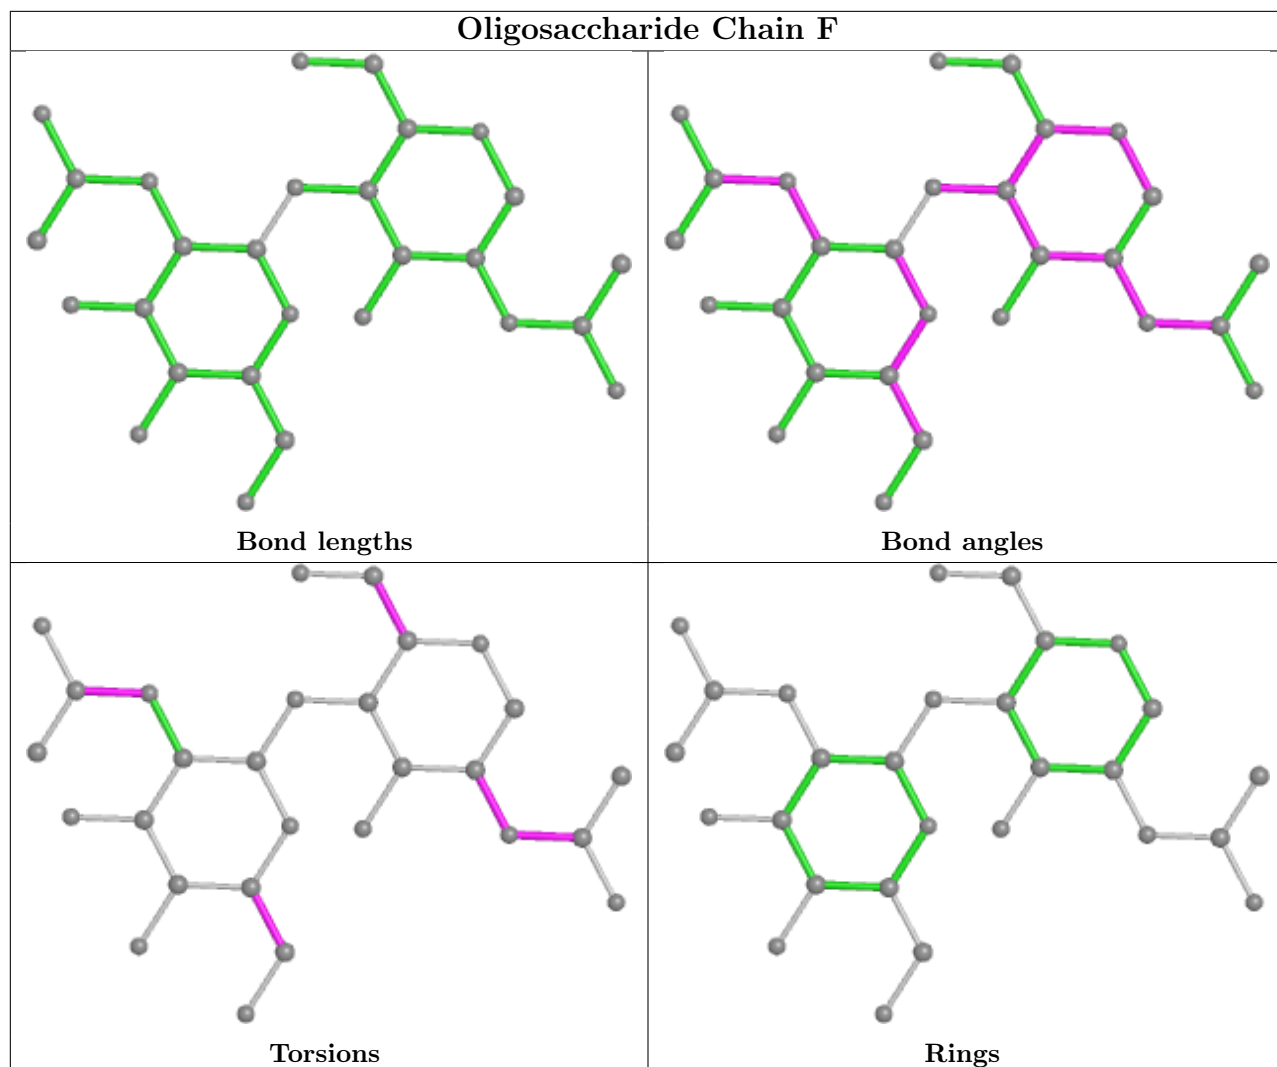 Oligosaccharide Chain F
Bond lengths
Bond angles
Torsions
Rings